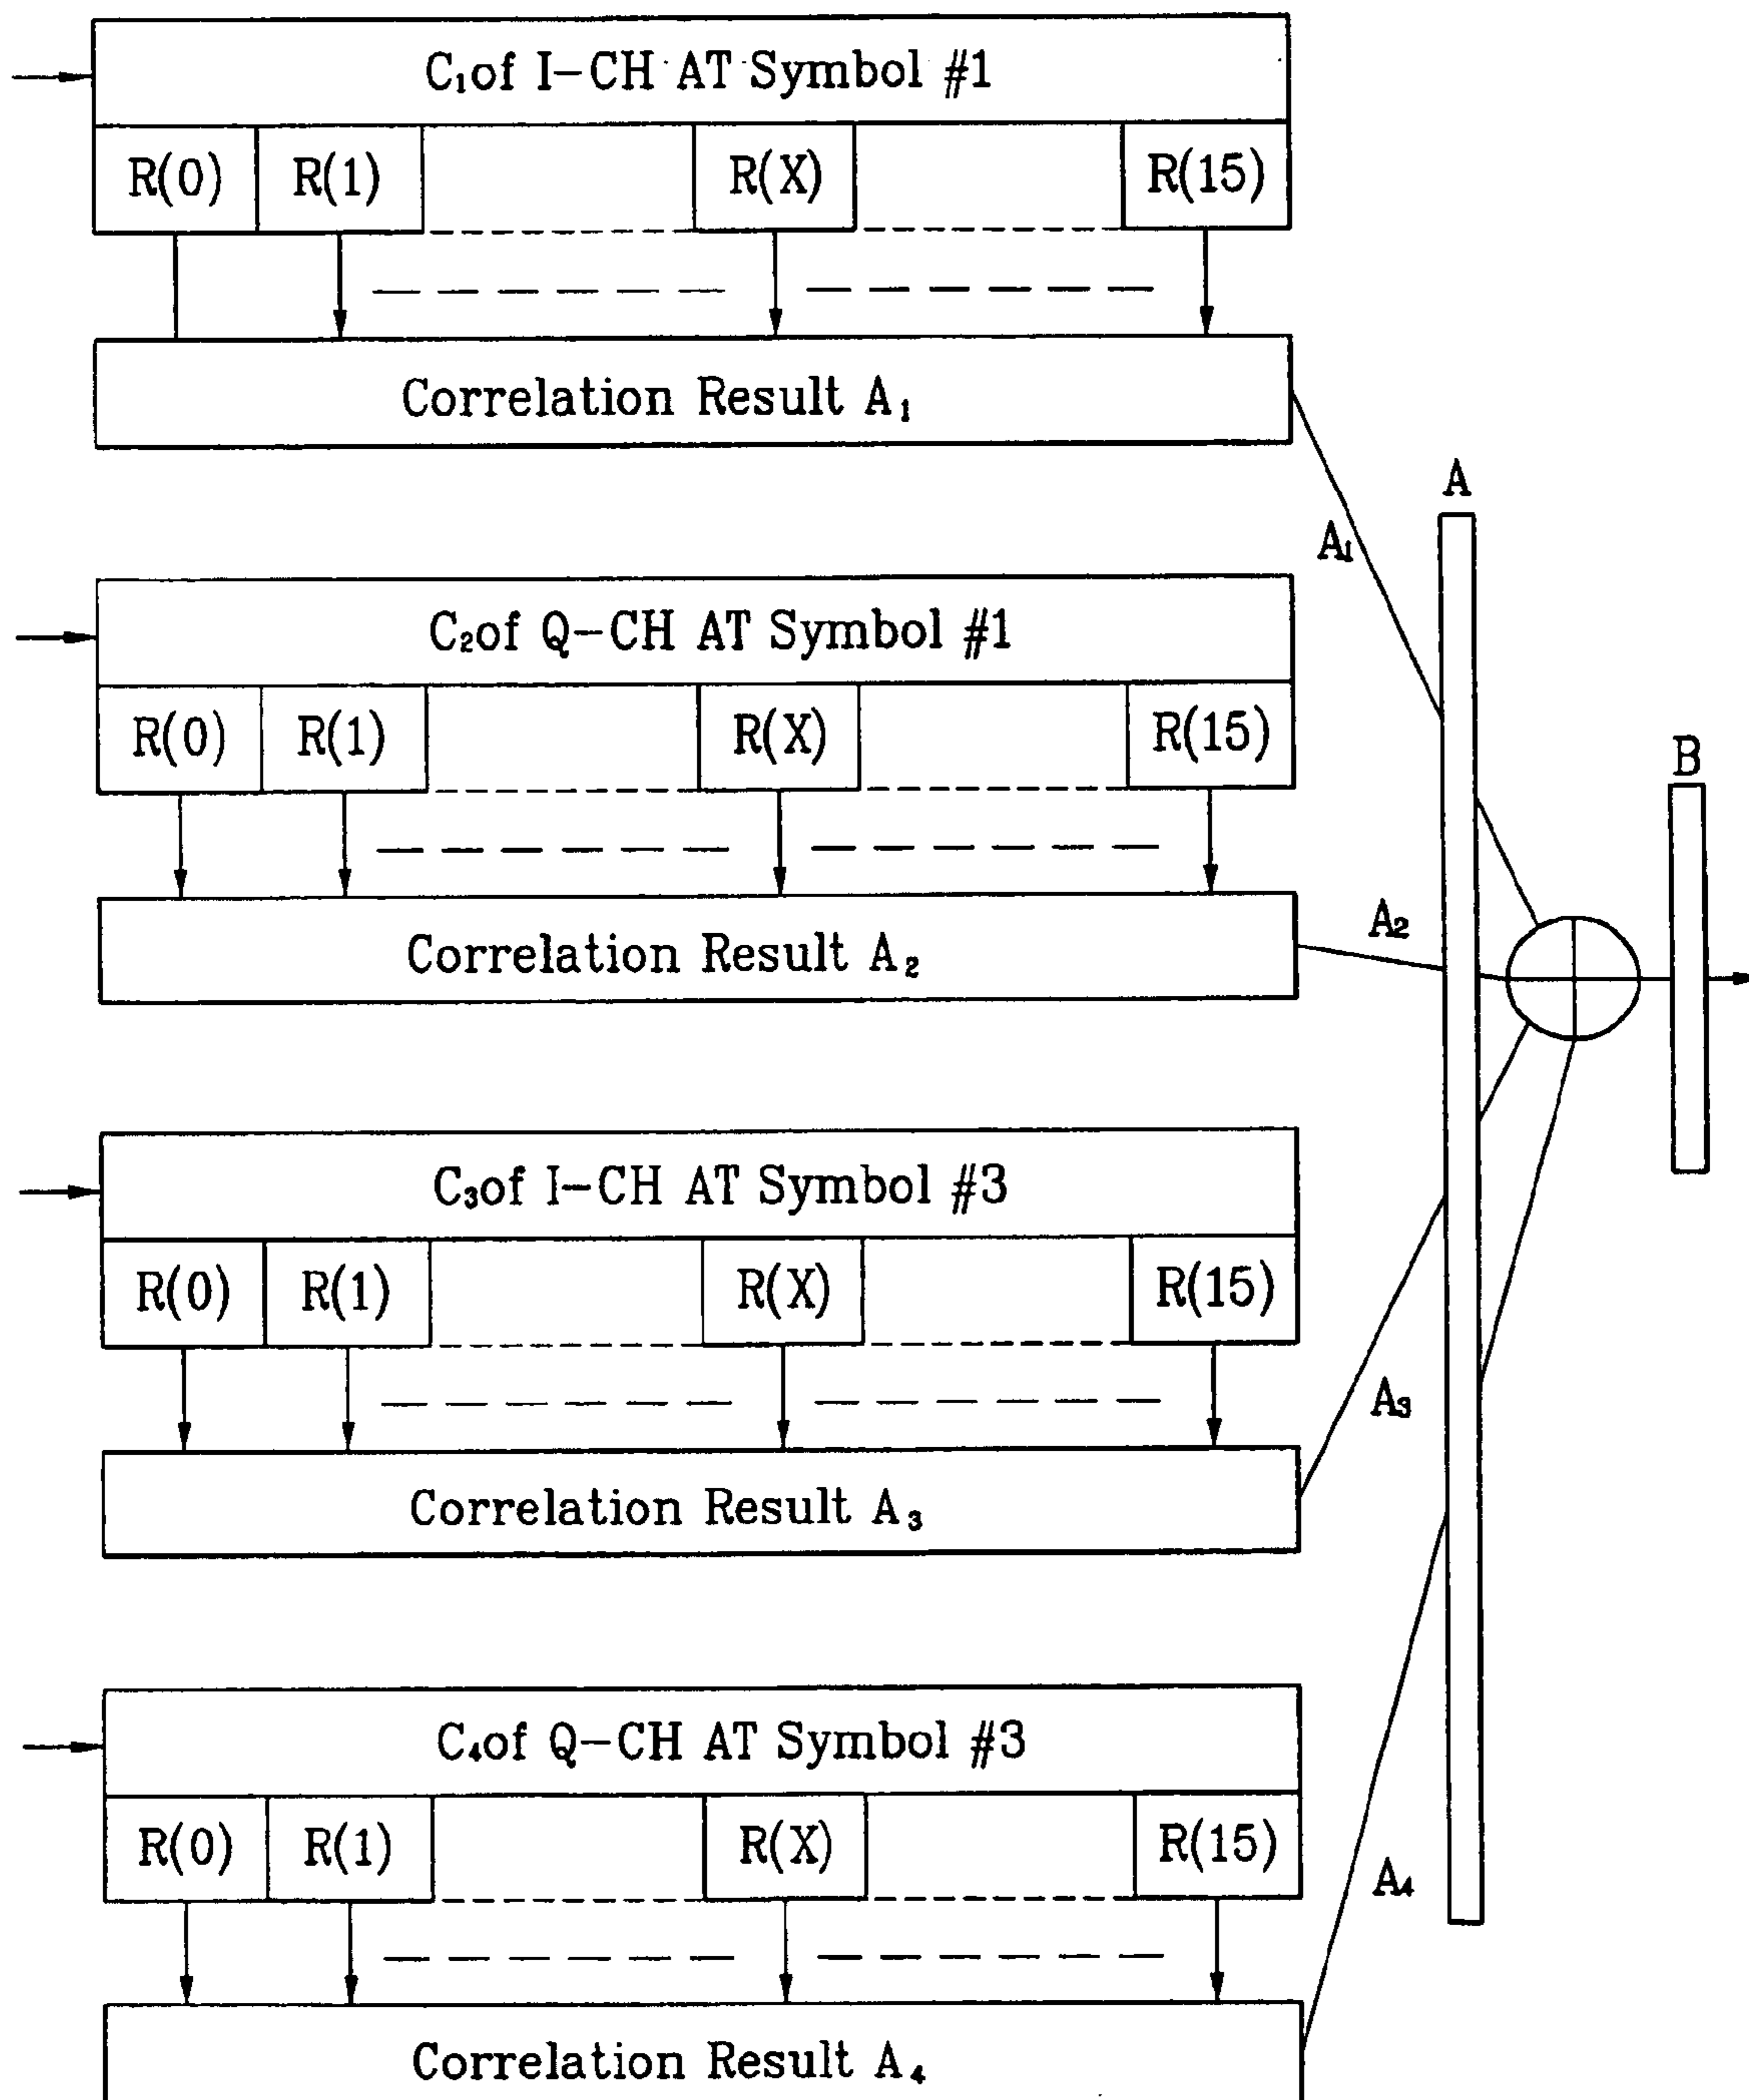 C₁of I-CH AT Symbol #1
R(0) R(1) R(X) R(15)
Correlation Result A₁
A
A₁
C₂of Q-CH AT Symbol #1
R(0) R(1) R(X) R(15)
B
Correlation Result A₂
A₂
C₃of I-CH AT Symbol #3
R(0) R(1) R(X) R(15)
A₃
Correlation Result A₃
C₄of Q-CH AT Symbol #3
R(0) R(1) R(X) R(15)
A₄
Correlation Result A₄